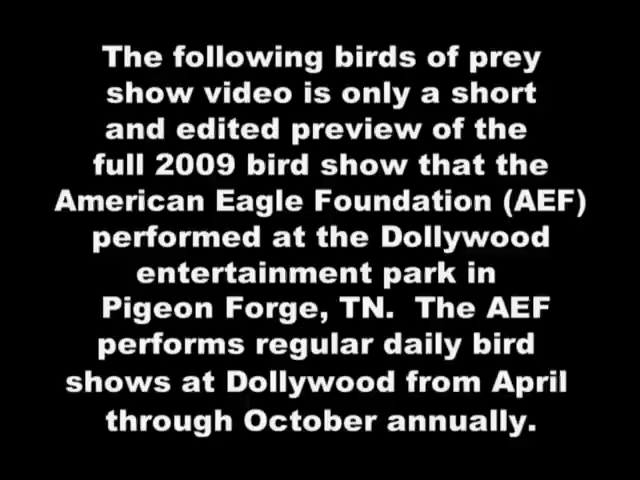 The following birds of prey
show video is only a short
and edited preview of the
full 2009 bird show that the
American Eagle Foundation (AEF)
performed at the Dollywood
entertainment park in
Pigeon Forge, TN.  The AEF
performs regular daily bird
shows at Dollywood from April
through October annually.